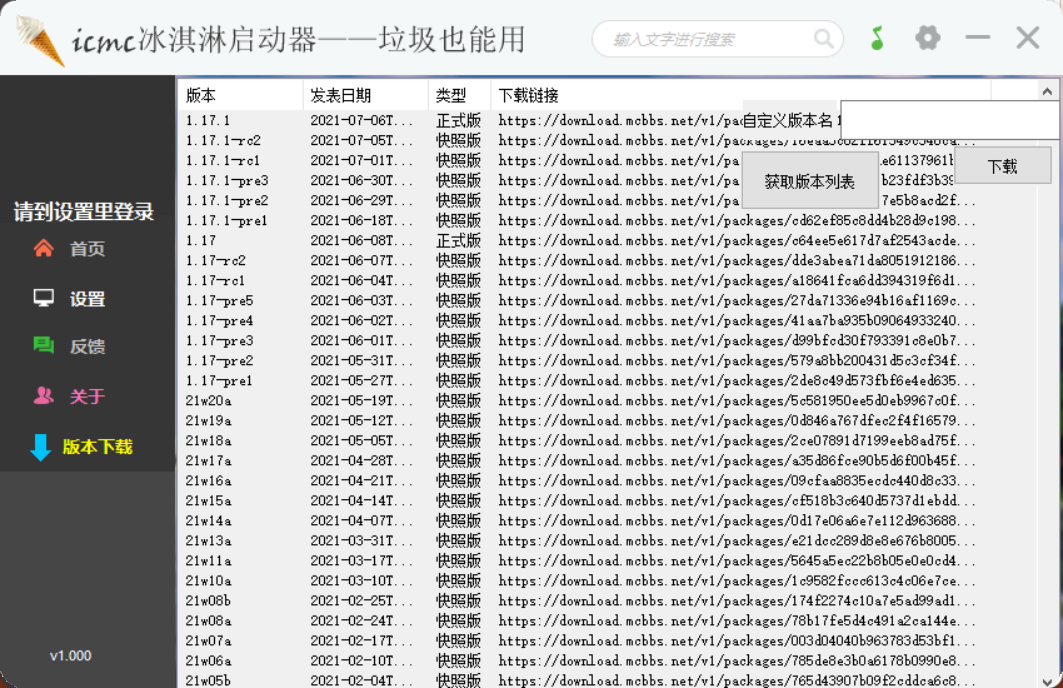 icmc冰淇淋启动器——垃圾也能用
输入文字进行搜索
请到设置里登录
首页
设置
反馈
关于
版本下载
v1.000
版本 发表日期 类型 下载链接
自定义版本名
获取版本列表
下载
1.17.1 2021-07-06T... 正式版 https://download.mcbbs.net/v1/pac
1.17.1-rc2 2021-07-05T... 快照版 https://download.mcbbs.net/v1/packages/
1.17.1-rc1 2021-07-01T... 快照版 https://download.mcbbs.net/v1/ .e61137961b
1.17.1-pre3 2021-06-30T... 快照版 https://download.mcbbs.net/v1/ b23fdf3b39
1.17.1-pre2 2021-06-29T... 快照版 https://download.mcbbs.net/v1/ 7e5b8acd2f...
1.17.1-pre1 2021-06-18T... 快照版 https://download.mcbbs.net/v1/packages/cd62ef85c8dd4b28d9c198...
1.17 2021-06-08T... 正式版 https://download.mcbbs.net/v1/packages/c64ee5e617d7af2543acde...
1.17-rc2 2021-06-07T... 快照版 https://download.mcbbs.net/v1/packages/dde3abea71da8051912186...
1.17-rc1 2021-06-04T... 快照版 https://download.mcbbs.net/v1/packages/a18641fca6dd394319f6d1...
1.17-pre5 2021-06-03T... 快照版 https://download.mcbbs.net/v1/packages/27da71336e94b16af1169c...
1.17-pre4 2021-06-02T... 快照版 https://download.mcbbs.net/v1/packages/41aa7ba935b09064933240...
1.17-pre3 2021-06-01T... 快照版 https://download.mcbbs.net/v1/packages/d99bfcd30f793391c8e0b7...
1.17-pre2 2021-05-31T... 快照版 https://download.mcbbs.net/v1/packages/579a8bb200431d5c3cf34f...
1.17-pre1 2021-05-27T... 快照版 https://download.mcbbs.net/v1/packages/2de8c49d573fbf6e4ed635...
21w20a 2021-05-19T... 快照版 https://download.mcbbs.net/v1/packages/5c581950ee5d0eb9967c0f...
21w19a 2021-05-12T... 快照版 https://download.mcbbs.net/v1/packages/0d846a767dfec2f4f16579...
21w18a 2021-05-05T... 快照版 https://download.mcbbs.net/v1/packages/2ce07891d7199eeb8ad75f...
21w17a 2021-04-28T... 快照版 https://download.mcbbs.net/v1/packages/a35d86fce90b5d6f00b45f...
21w16a 2021-04-21T... 快照版 https://download.mcbbs.net/v1/packages/09cfaa8835ecdc440d8c33...
21w15a 2021-04-14T... 快照版 https://download.mcbbs.net/v1/packages/cf518b3c640d5737d1ebdd...
21w14a 2021-04-07T... 快照版 https://download.mcbbs.net/v1/packages/0d17e06a6e7e112d963688...
21w13a 2021-03-31T... 快照版 https://download.mcbbs.net/v1/packages/e21dcc289d8e8e676b8005...
21w11a 2021-03-17T... 快照版 https://download.mcbbs.net/v1/packages/5645a5ec22b8b05e0e0cd4...
21w10a 2021-03-10T... 快照版 https://download.mcbbs.net/v1/packages/1c9582fccc613c4c06e7ce...
21w08b 2021-02-25T... 快照版 https://download.mcbbs.net/v1/packages/174f2274c10a7e5ad99ad1...
21w08a 2021-02-24T... 快照版 https://download.mcbbs.net/v1/packages/78b17fe5d4c491a2ca144e...
21w07a 2021-02-17T... 快照版 https://download.mcbbs.net/v1/packages/003d04040b963783d53bf1...
21w06a 2021-02-10T... 快照版 https://download.mcbbs.net/v1/packages/785de8e3b0a6178b0990e8...
21w05b 2021-02-04T... 快照版 https://download.mcbbs.net/v1/packages/765d43907b09f2cddca6c8...